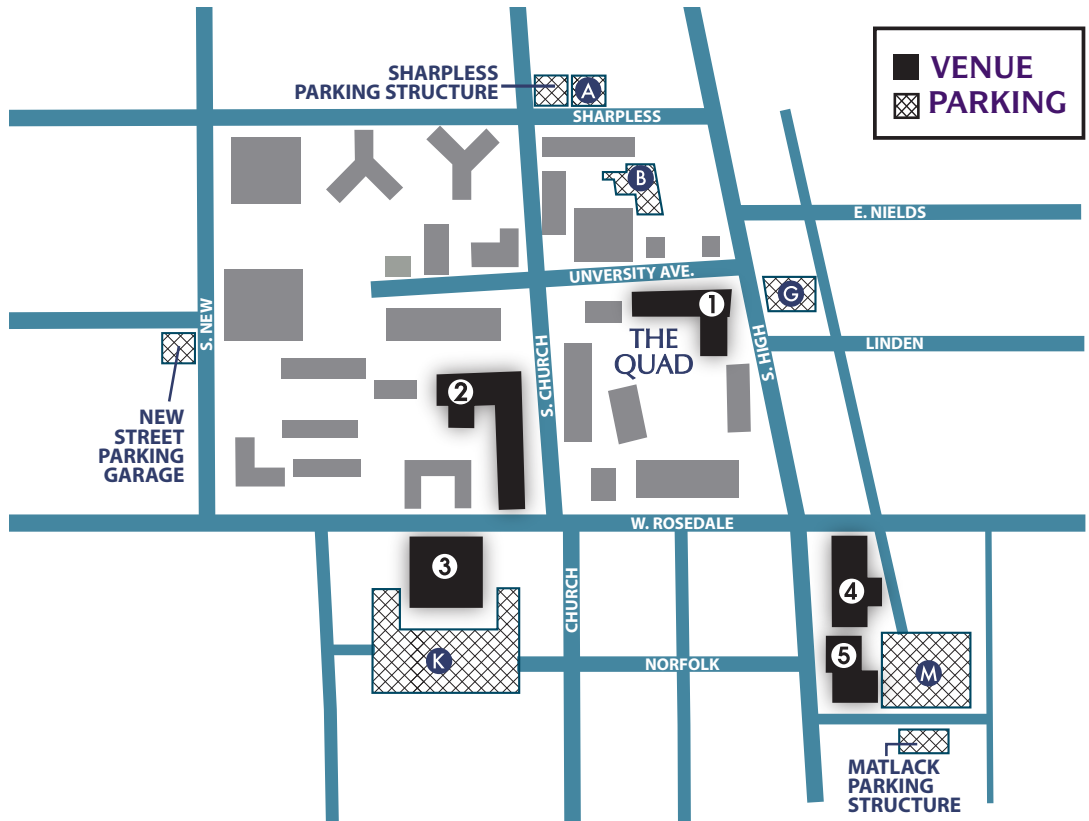 SHARPLESS
PARKING STRUCTURE
A
VENUE
PARKING
SHARPLESS
B
E. NIELDS
UNVERSITY AVE.
S. NEW
G
1
THE
QUAD
S. HIGH
LINDEN
S. CHURCH
2
NEW
STREET
PARKING
GARAGE
W. ROSEDALE
3
CHURCH
4
K
NORFOLK
5
M
MATLACK
PARKING
STRUCTURE